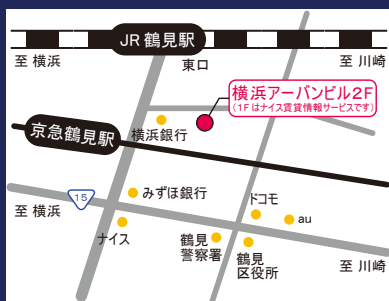 JR 鶴見駅
至 横浜
東口
至 川崎
横浜アーバンビル2F
(1Fはナイス賃貸情報サービスです)
京急鶴見駅
横浜銀行
15
みずほ銀行
至 横浜
ドコモ
au
ナイス
鶴見
警察署
鶴見
区役所
至 川崎